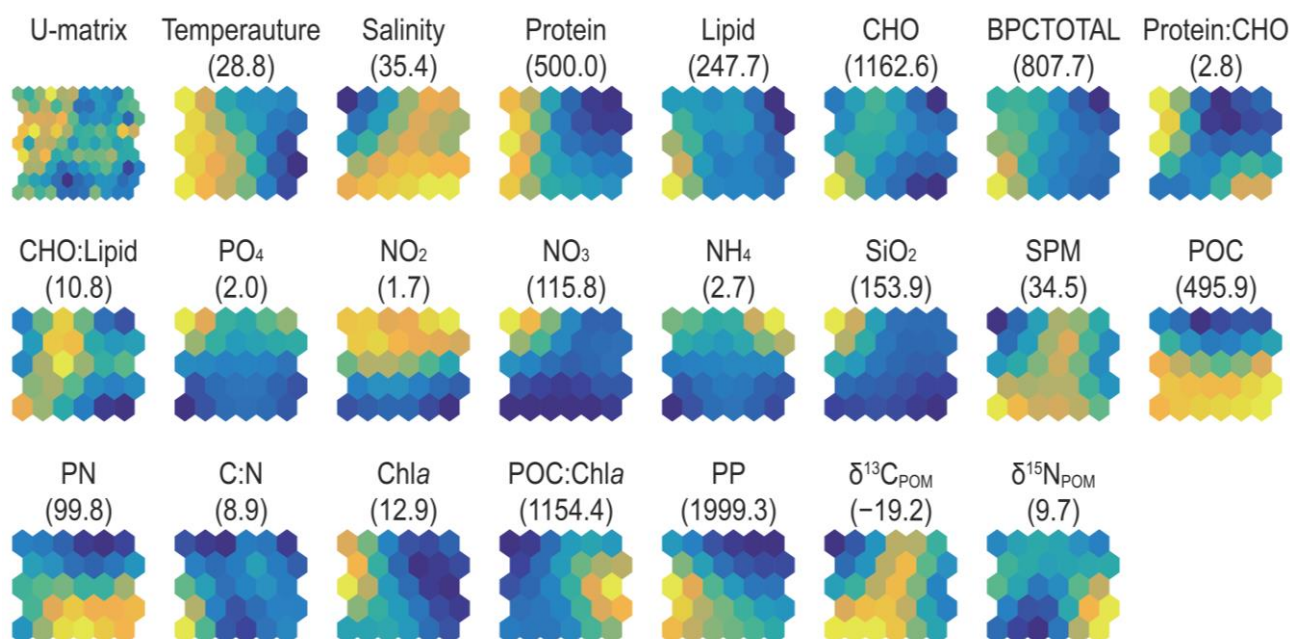 U-matrix Temperauture Salinity Protein Lipid CHO BPCTOTAL Protein:CHO
(28.8) (35.4) (500.0) (247.7) (1162.6) (807.7) (2.8)
CHO:Lipid PO₄ NO₂ NO₃ NH₄ SiO₂ SPM POC
(10.8) (2.0) (1.7) (115.8) (2.7) (153.9) (34.5) (495.9)
PN C:N Chla POC:Chla PP δ¹³C_POM δ¹⁵N_POM
(99.8) (8.9) (12.9) (1154.4) (1999.3) (−19.2) (9.7)